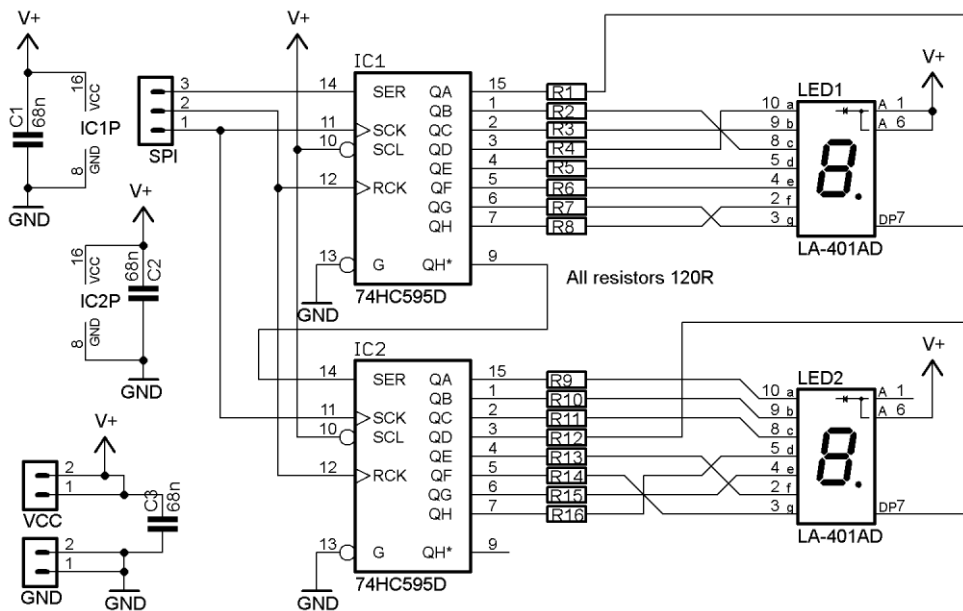 V+
C1
68n
16
VCC
IC1P
GND
8
GND
V+
16
VCC
IC2P
GND
8
68n
C2
GND
V+
2
1
VCC
C3
68n
2
1
GND
GND
3
2
1
SPI
V+
IC1
14 SER QA 15 R1
QB 1 R2
11 SCK QC 2 R3
10 SCL QD 3 R4
QE 4 R5
12 RCK QF 5 R6
QG 6 R7
QH 7 R8
13 G QH* 9
GND
74HC595D
All resistors 120R
V+
LED1
10 a A 1
9 b A 6
8 c
5 d
4 e
2 f
3 g DP 7
LA-401AD
IC2
14 SER QA 15 R9
QB 1 R10
11 SCK QC 2 R11
10 SCL QD 3 R12
QE 4 R13
12 RCK QF 5 R14
QG 6 R15
QH 7 R16
13 G QH* 9
GND
74HC595D
V+
LED2
10 a A 1
9 b A 6
8 c
5 d
4 e
2 f
3 g DP 7
LA-401AD